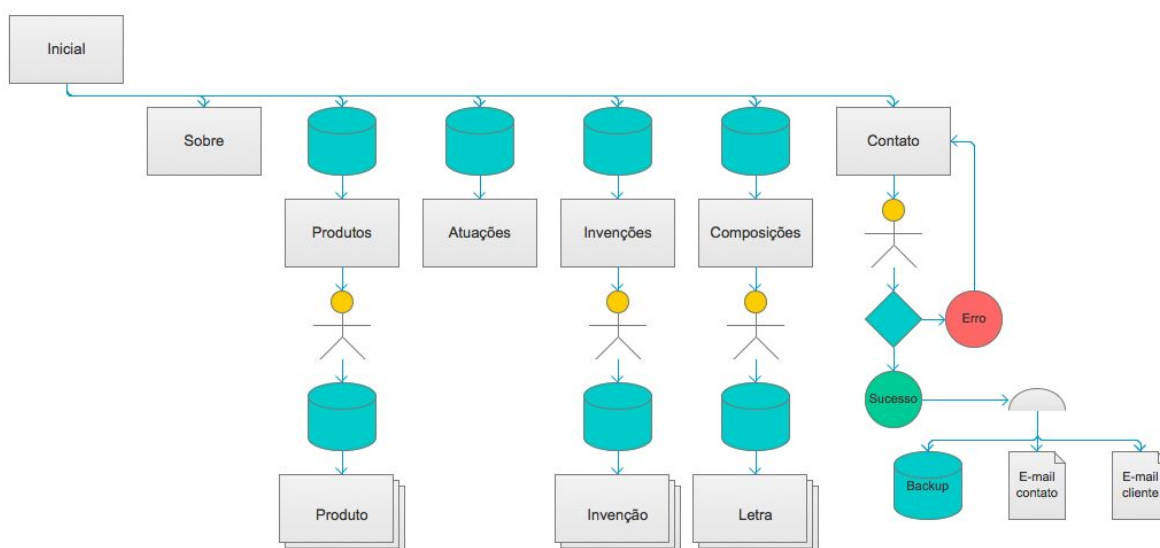 Inicial
Sobre
Contato
Produtos
Atuações
Invenções
Composições
Erro
Sucesso
Backup
E-mail
contato
E-mail
cliente
Produto
Invenção
Letra